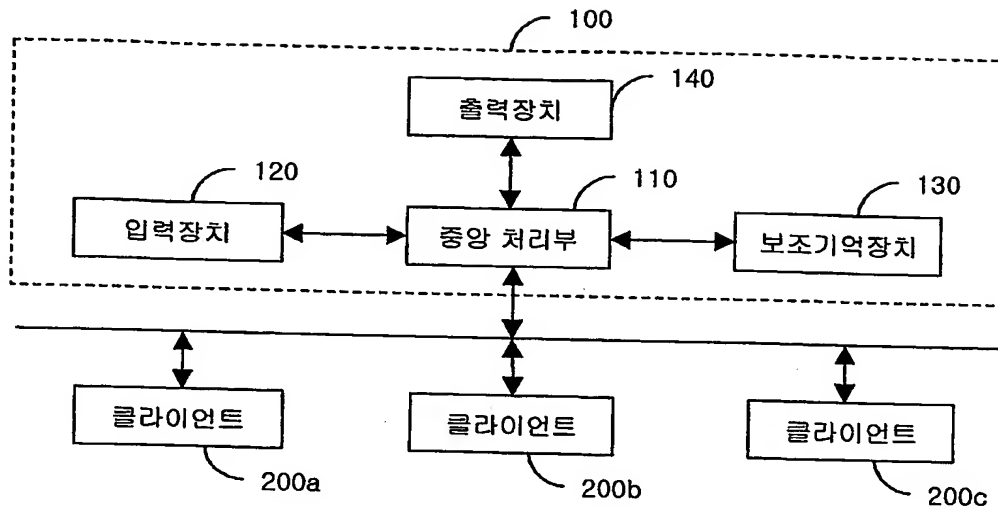 100
140
출력장치
120
110
130
입력장치
중앙 처리부
보조기억장치
클라이언트
클라이언트
클라이언트
200a
200b
200c